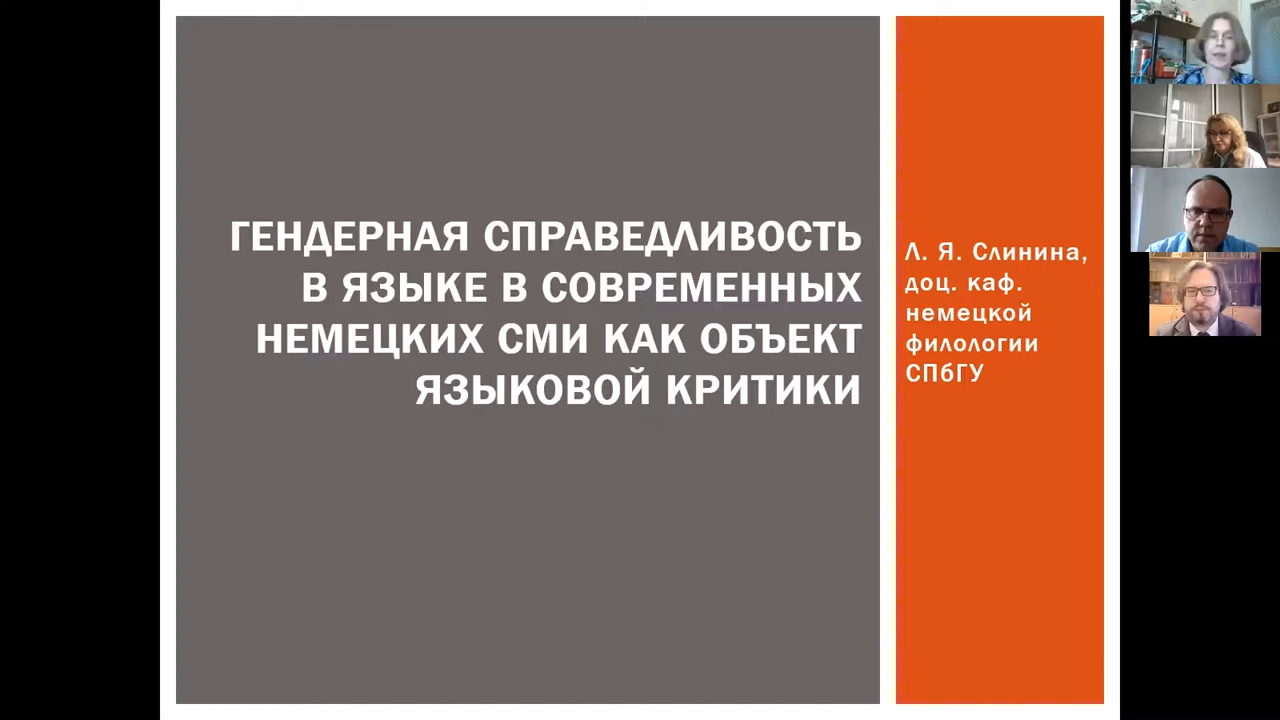 ГЕНДЕРНАЯ СПРАВЕДЛИВОСТЬ
В ЯЗЫКЕ В СОВРЕМЕННЫХ
НЕМЕЦКИХ СМИ КАК ОБЪЕКТ
ЯЗЫКОВОЙ КРИТИКИ
Л. Я. Слинина,
доц. каф.
немецкой
филологии
СПбГУ